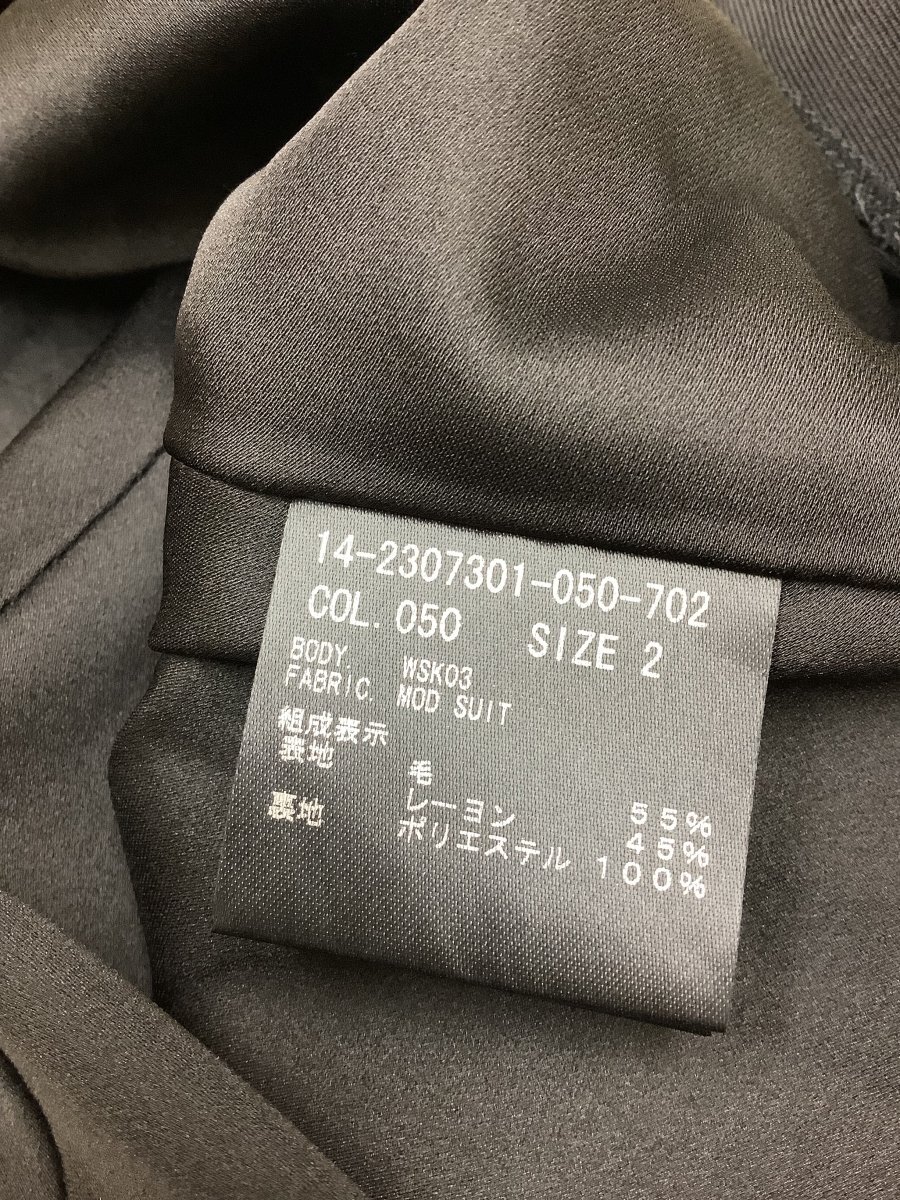 14-2307301-050-702
COL. 050 SIZE 2
BODY. WSK03
FABRIC. MOD SUIT
組成表示
表地 毛 55%
レーヨン 45%
裏地 ポリエステル 100%